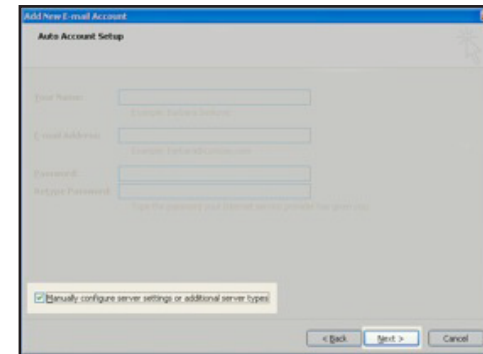 Add New E-mail Account
Auto Account Setup
Your Name:
E-mail Address:
Password:
Retype Password:
Manually configure server settings or additional server types
< Back
Next >
Cancel